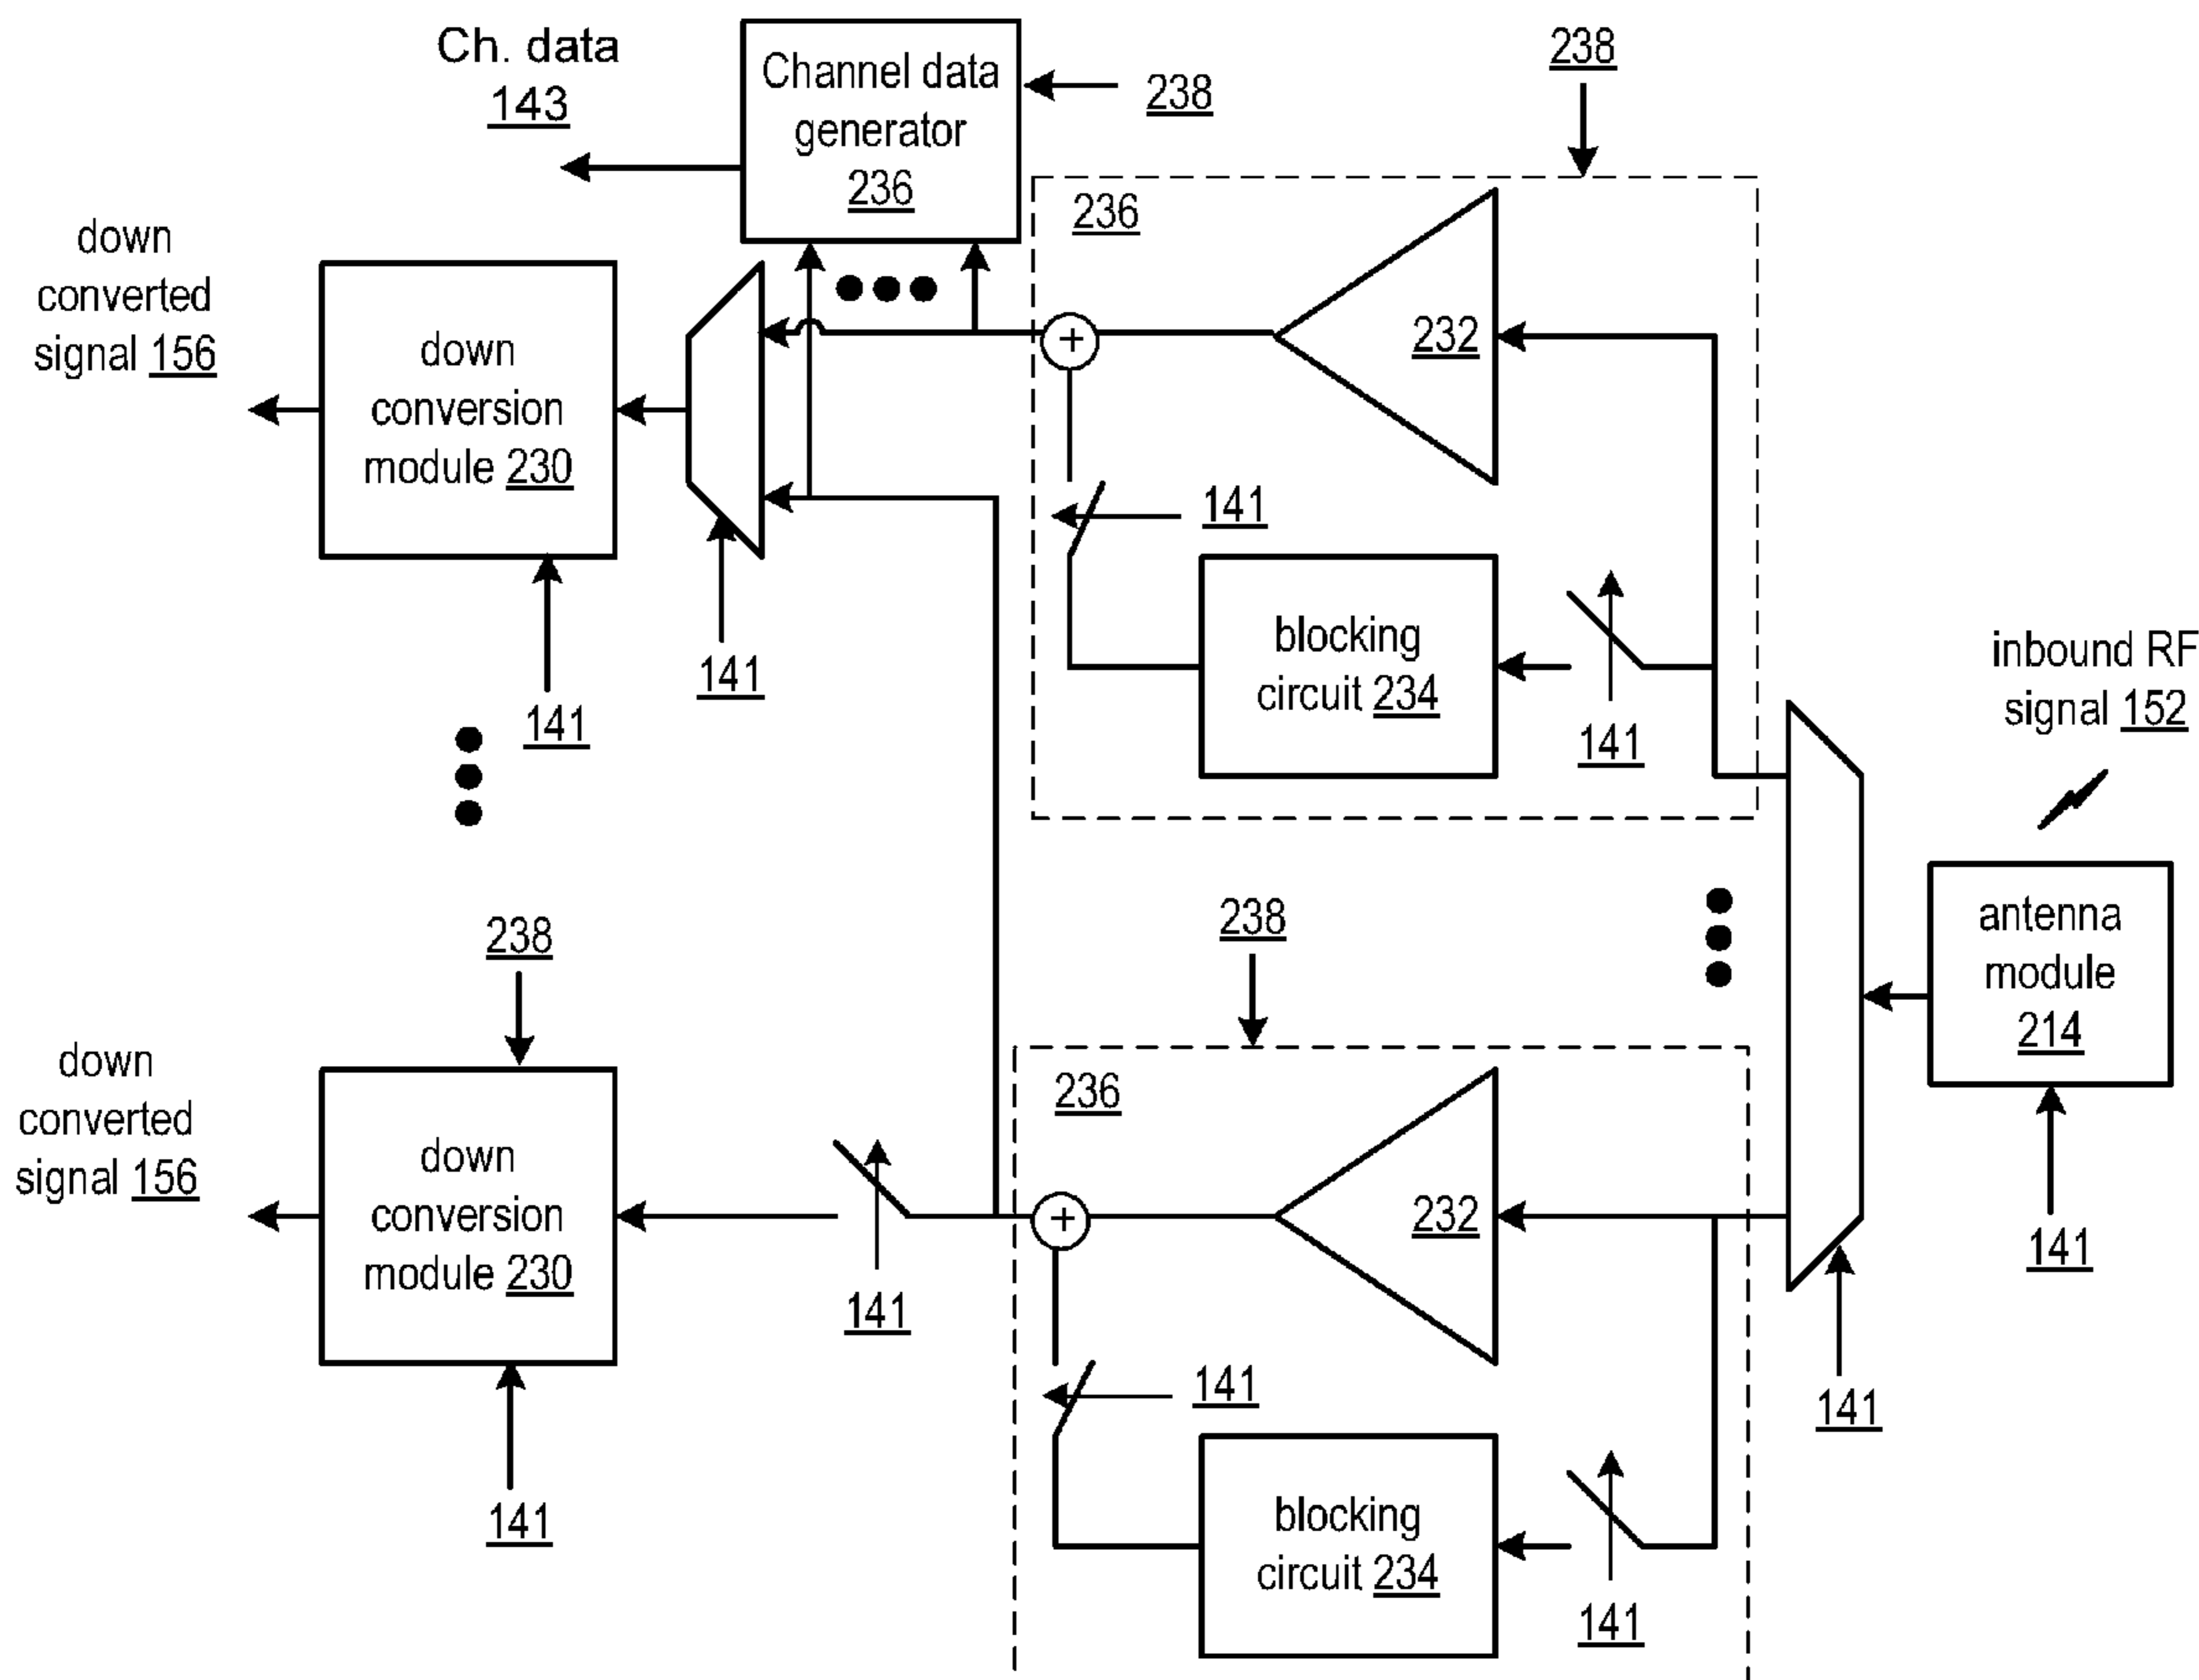 Ch. data
143
Channel data
generator
236
238
238
down
converted
signal 156
down
conversion
module 230
141
141
236
232
141
blocking
circuit 234
141
inbound RF
signal 152
antenna
module
214
141
141
238
down
converted
signal 156
down
conversion
module 230
141
141
238
236
232
141
blocking
circuit 234
141